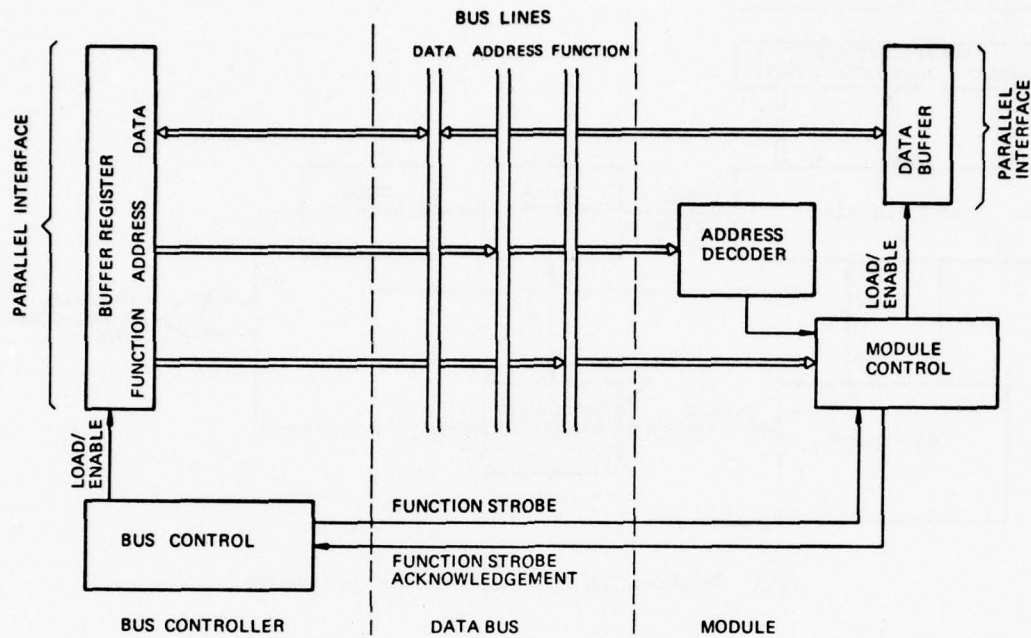 BUS LINES
DATA ADDRESS FUNCTION
PARALLEL INTERFACE
BUFFER REGISTER
FUNCTION ADDRESS DATA
DATA
BUFFER
PARALLEL
INTERFACE
ADDRESS
DECODER
LOAD/
ENABLE
MODULE
CONTROL
LOAD/
ENABLE
BUS CONTROL
FUNCTION STROBE
FUNCTION STROBE
ACKNOWLEDGEMENT
BUS CONTROLLER
DATA BUS
MODULE